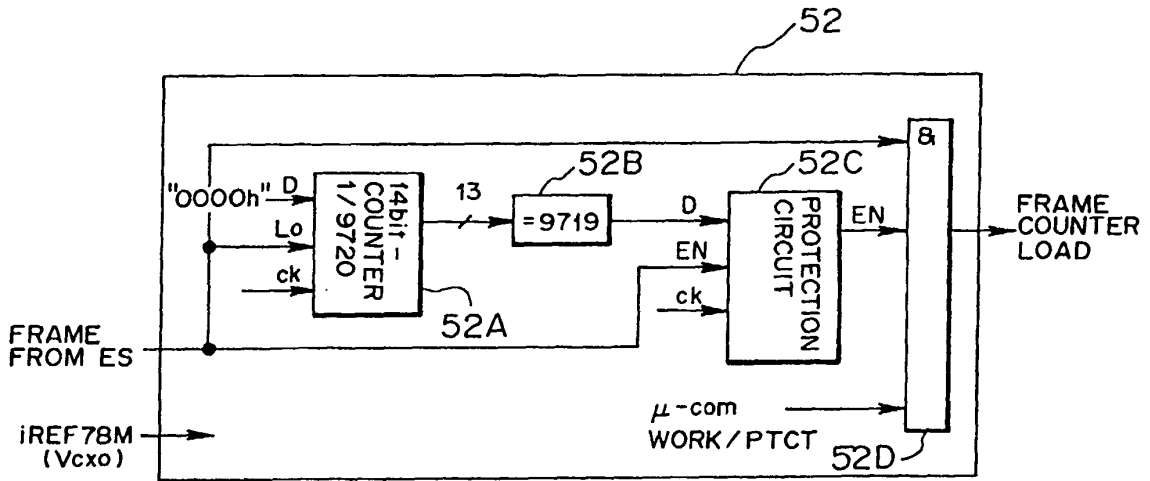 52
&
52B
52C
"0000h" D
14bit-
COUNTER
1/9720
13
=9719
D
PROTECTION
CIRCUIT
EN
FRAME
COUNTER
LOAD
Lo
EN
ck
ck
52A
FRAME
FROM ES
iREF78M
(Vcxo)
μ-com
WORK/PTCT
52D